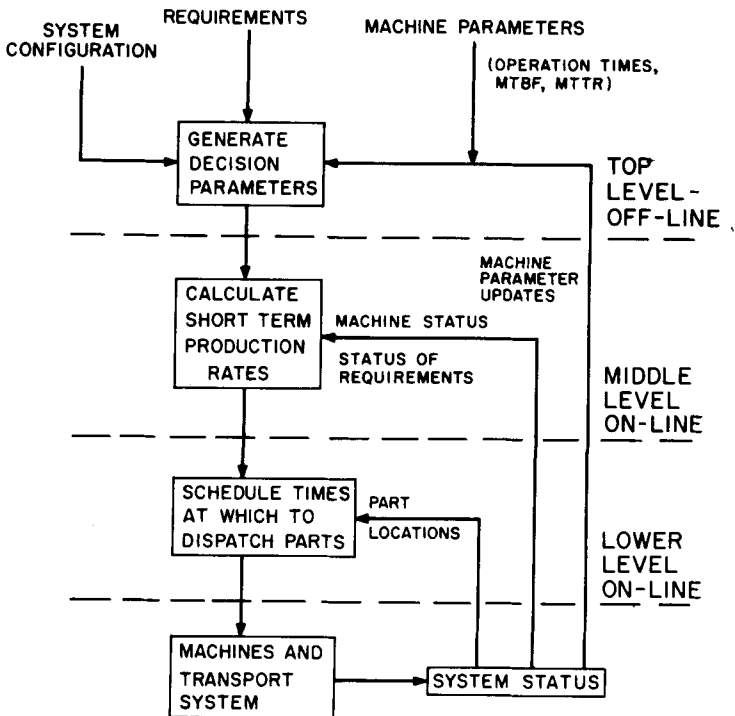 REQUIREMENTS
SYSTEM
CONFIGURATION
MACHINE PARAMETERS
(OPERATION TIMES,
MTBF, MTTR)
GENERATE
DECISION
PARAMETERS
TOP
LEVEL-
OFF-LINE
MACHINE
PARAMETER
UPDATES
CALCULATE
SHORT TERM
PRODUCTION
RATES
MACHINE STATUS
STATUS OF
REQUIREMENTS
MIDDLE
LEVEL
ON-LINE
SCHEDULE TIMES
AT WHICH TO
DISPATCH PARTS
PART
LOCATIONS
LOWER
LEVEL
ON-LINE
MACHINES AND
TRANSPORT
SYSTEM
SYSTEM STATUS